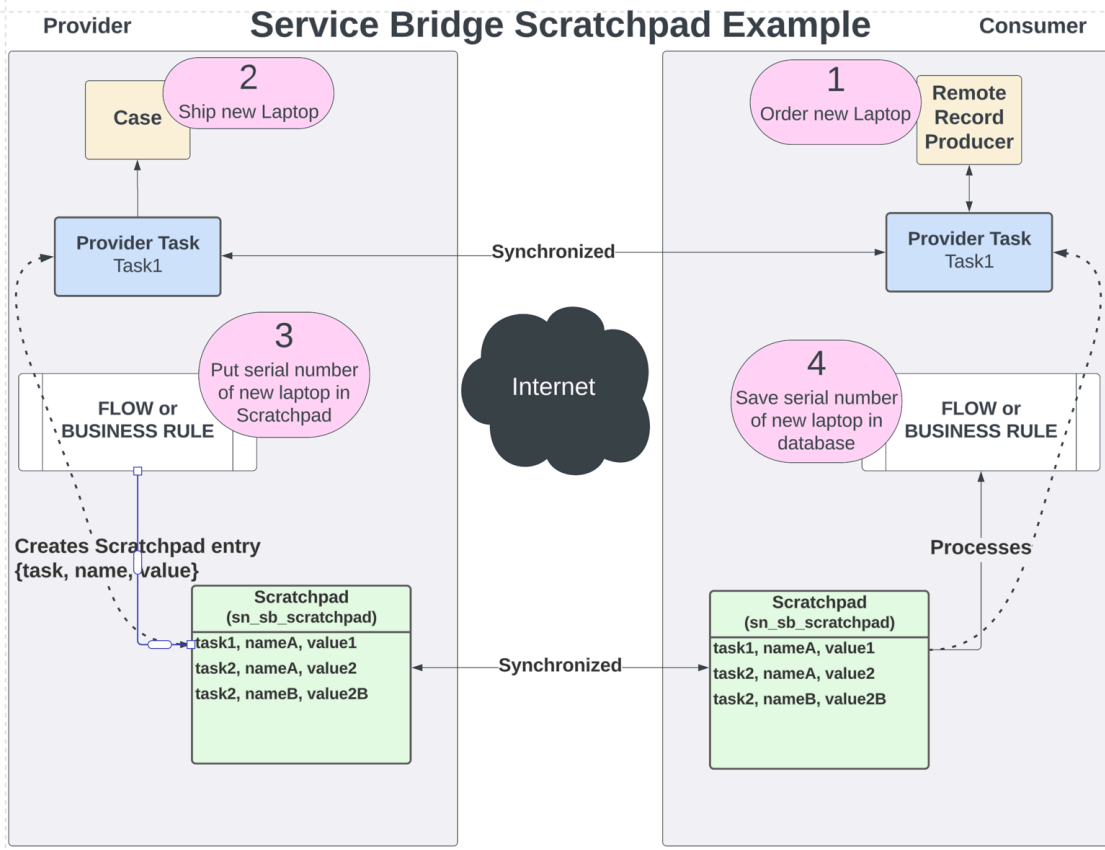 Service Bridge Scratchpad Example
Provider
Consumer
2
Ship new Laptop
Case
Provider Task
Task1
3
Put serial number
of new laptop in
Scratchpad
FLOW or
BUSINESS RULE
Creates Scratchpad entry
{task, name, value}
Scratchpad
(sn_sb_scratchpad)
task1, nameA, value1
task2, nameA, value2
task2, nameB, value2B
Synchronized
Internet
Synchronized
1
Order new Laptop
Remote
Record
Producer
Provider Task
Task1
4
Save serial number
of new laptop in
database
FLOW or
BUSINESS RULE
Processes
Scratchpad
(sn_sb_scratchpad)
task1, nameA, value1
task2, nameA, value2
task2, nameB, value2B